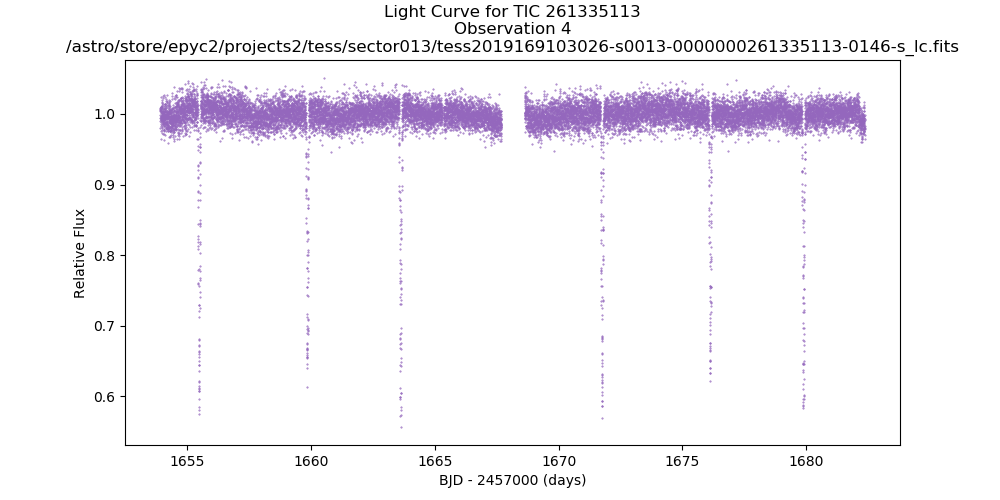 Light Curve for TIC 261335113
Observation 4
/astro/store/epyc2/projects2/tess/sector013/tess2019169103026-s0013-0000000261335113-0146-s_lc.fits
1.0
0.9
0.8
0.7
0.6
Relative Flux
1655 1660 1665 1670 1675 1680
BJD - 2457000 (days)